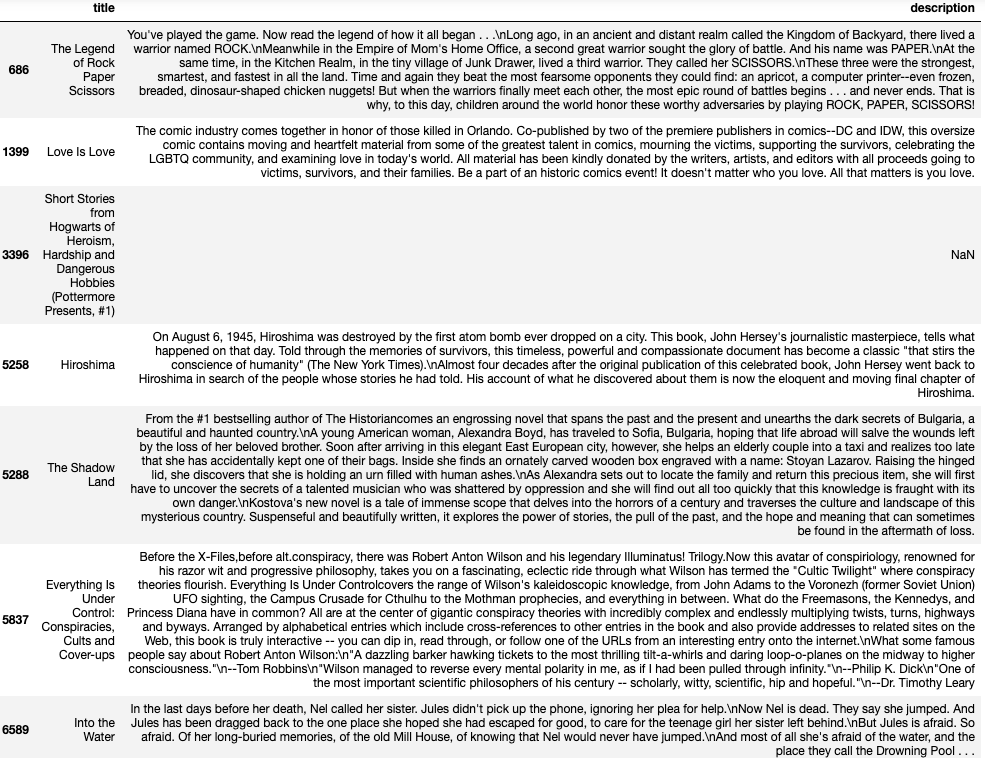 title description
You've played the game. Now read the legend of how it all began . . .\nLong ago, in an ancient and distant realm called the Kingdom of Backyard, there lived a
The Legend
warrior named ROCK.\nMeanwhile in the Empire of Mom's Home Office, a second great warrior sought the glory of battle. And his name was PAPER.\nAt the
of Rock
same time, in the Kitchen Realm, in the tiny village of Junk Drawer, lived a third warrior. They called her SCISSORS.\nThese three were the strongest,
686
Paper
smartest, and fastest in all the land. Time and again they beat the most fearsome opponents they could find: an apricot, a computer printer--even frozen,
Scissors
breaded, dinosaur-shaped chicken nuggets! But when the warriors finally meet each other, the most epic round of battles begins . . . and never ends. That is
why, to this day, children around the world honor these worthy adversaries by playing ROCK, PAPER, SCISSORS!
1399 Love Is Love
The comic industry comes together in honor of those killed in Orlando. Co-published by two of the premiere publishers in comics--DC and IDW, this oversize
comic contains moving and heartfelt material from some of the greatest talent in comics, mourning the victims, supporting the survivors, celebrating the
LGBTQ community, and examining love in today's world. All material has been kindly donated by the writers, artists, and editors with all proceeds going to
victims, survivors, and their families. Be a part of an historic comics event! It doesn't matter who you love. All that matters is you love.
3396
Short Stories
from
Hogwarts of
Heroism,
Hardship and
Dangerous
Hobbies
(Pottermore
Presents, #1)
NaN
5258 Hiroshima
On August 6, 1945, Hiroshima was destroyed by the first atom bomb ever dropped on a city. This book, John Hersey's journalistic masterpiece, tells what
happened on that day. Told through the memories of survivors, this timeless, powerful and compassionate document has become a classic "that stirs the
conscience of humanity" (The New York Times).\nAlmost four decades after the original publication of this celebrated book, John Hersey went back to
Hiroshima in search of the people whose stories he had told. His account of what he discovered about them is now the eloquent and moving final chapter of
Hiroshima.
5288
The Shadow
Land
From the #1 bestselling author of The Historiancomes an engrossing novel that spans the past and the present and unearths the dark secrets of Bulgaria, a
beautiful and haunted country.\nA young American woman, Alexandra Boyd, has traveled to Sofia, Bulgaria, hoping that life abroad will salve the wounds left
by the loss of her beloved brother. Soon after arriving in this elegant East European city, however, she helps an elderly couple into a taxi and realizes too late
that she has accidentally kept one of their bags. Inside she finds an ornately carved wooden box engraved with a name: Stoyan Lazarov. Raising the hinged
lid, she discovers that she is holding an urn filled with human ashes.\nAs Alexandra sets out to locate the family and return this precious item, she will first
have to uncover the secrets of a talented musician who was shattered by oppression and she will find out all too quickly that this knowledge is fraught with its
own danger.\nKostova's new novel is a tale of immense scope that delves into the horrors of a century and traverses the culture and landscape of this
mysterious country. Suspenseful and beautifully written, it explores the power of stories, the pull of the past, and the hope and meaning that can sometimes
be found in the aftermath of loss.
5837
Everything Is
Under
Control:
Conspiracies,
Cults and
Cover-ups
Before the X-Files,before alt.conspiracy, there was Robert Anton Wilson and his legendary Illuminatus! Trilogy.Now this avatar of conspiriology, renowned for
his razor wit and progressive philosophy, takes you on a fascinating, eclectic ride through what Wilson has termed the "Cultic Twilight" where conspiracy
theories flourish. Everything Is Under Controlcovers the range of Wilson's kaleidoscopic knowledge, from John Adams to the Voronezh (former Soviet Union)
UFO sighting, the Campus Crusade for Cthulhu to the Mothman prophecies, and everything in between. What do the Freemasons, the Kennedys, and
Princess Diana have in common? All are at the center of gigantic conspiracy theories with incredibly complex and endlessly multiplying twists, turns, highways
and byways. Arranged by alphabetical entries which include cross-references to other entries in the book and also provide addresses to related sites on the
Web, this book is truly interactive -- you can dip in, read through, or follow one of the URLs from an interesting entry onto the internet.\nWhat some famous
people say about Robert Anton Wilson:\n"A dazzling barker hawking tickets to the most thrilling tilt-a-whirls and daring loop-o-planes on the midway to higher
consciousness."\n--Tom Robbins\n"Wilson managed to reverse every mental polarity in me, as if I had been pulled through infinity."\n--Philip K. Dick\n"One of
the most important scientific philosophers of his century -- scholarly, witty, scientific, hip and hopeful."\n--Dr. Timothy Leary
6589
Into the
Water
In the last days before her death, Nel called her sister. Jules didn't pick up the phone, ignoring her plea for help.\nNow Nel is dead. They say she jumped. And
Jules has been dragged back to the one place she hoped she had escaped for good, to care for the teenage girl her sister left behind.\nBut Jules is afraid. So
afraid. Of her long-buried memories, of the old Mill House, of knowing that Nel would never have jumped.\nAnd most of all she's afraid of the water, and the
place they call the Drowning Pool . . .